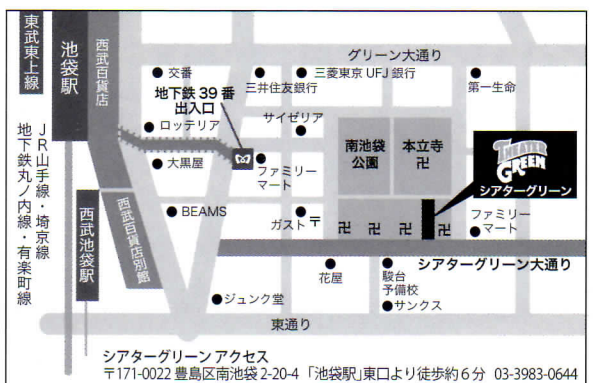 東武東上線
池袋駅
西武百貨店
グリーン大通り
交番
三井住友銀行
三菱東京UFJ銀行
第一生命
地下鉄39番
出入口
サイゼリア
ロッテリア
大黒屋
ファミリー
マート
南池袋
公園
本立寺
卍
THEATER
GREEN
シアターグリーン
JR山手線・埼京線
地下鉄丸ノ内線・有楽町線
西武池袋駅
西武百貨店別館
BEAMS
ガスト
〒
卍
卍
卍
卍
ファミリー
マート
シアターグリーン大通り
花屋
駿台
予備校
サンクス
ジュンク堂
東通り
シアターグリーン アクセス
〒171-0022 豊島区南池袋2-20-4 「池袋駅」東口より徒歩約6分 03-3983-0644